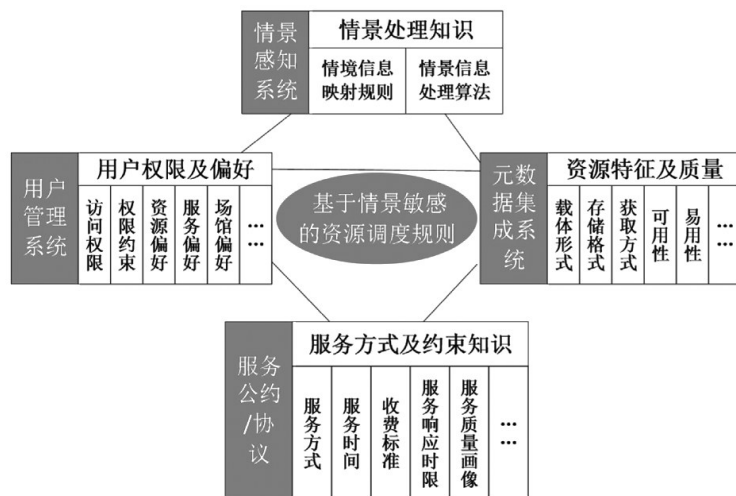 情景
感知
系统
情景处理知识
情境信息
映射规则
情景信息
处理算法
用户
管理
系统
用户权限及偏好
访问权限
权限约束
资源偏好
服务偏好
场馆偏好
……
基于情景敏感
的资源调度规则
元数
据集
成系
统
资源特征及质量
载体形式
存储格式
获取方式
可用性
易用性
……
服务
公约
/协
议
服务方式及约束知识
服务方式
服务时间
收费标准
服务响应时限
服务质量画像
……